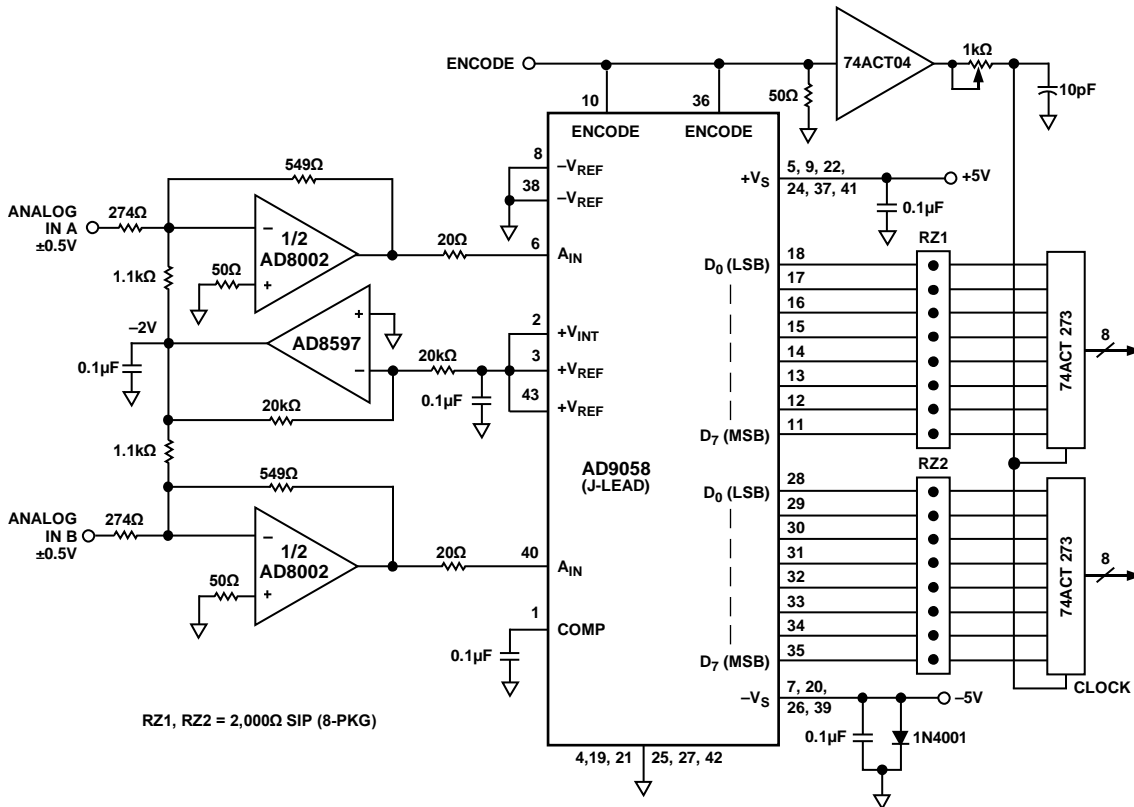 ENCODE
74ACT04
1kΩ
10pF
50Ω
10
36
ENCODE
ENCODE
8
–VREF
38
–VREF
+VS
5, 9, 22,
24, 37, 41
+5V
0.1µF
549Ω
ANALOG
IN A
±0.5V
274Ω
–
1/2
AD8002
+
50Ω
20Ω
6
AIN
1.1kΩ
–2V
0.1µF
AD8597
+
–
20kΩ
20kΩ
0.1µF
2
+VINT
3
+VREF
43
+VREF
RZ1
D0 (LSB)
18
17
16
15
14
13
12
11
D7 (MSB)
74ACT 273
8
1.1kΩ
549Ω
ANALOG
IN B
±0.5V
274Ω
–
1/2
AD8002
+
50Ω
20Ω
40
AIN
1
COMP
0.1µF
AD9058
(J-LEAD)
RZ2
D0 (LSB)
28
29
30
31
32
33
34
35
D7 (MSB)
74ACT 273
8
CLOCK
–VS
7, 20,
26, 39
–5V
0.1µF
1N4001
RZ1, RZ2 = 2,000Ω SIP (8-PKG)
4,19, 21
25, 27, 42